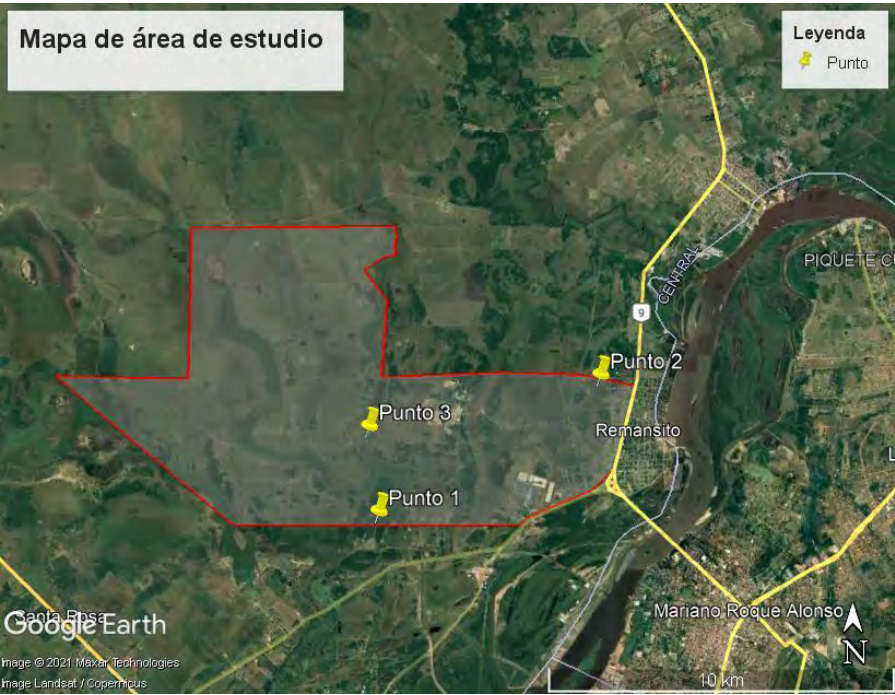 Mapa de área de estudio
Leyenda
Punto
PIQUETE CU
CENTRAL
9
Punto 2
Punto 3
Remansito
Punto 1
L
Santa Rosa
Mariano Roque Alonso
Google Earth
N
Image © 2021 Maxar Technologies
Image Landsat / Copernicus
10 km